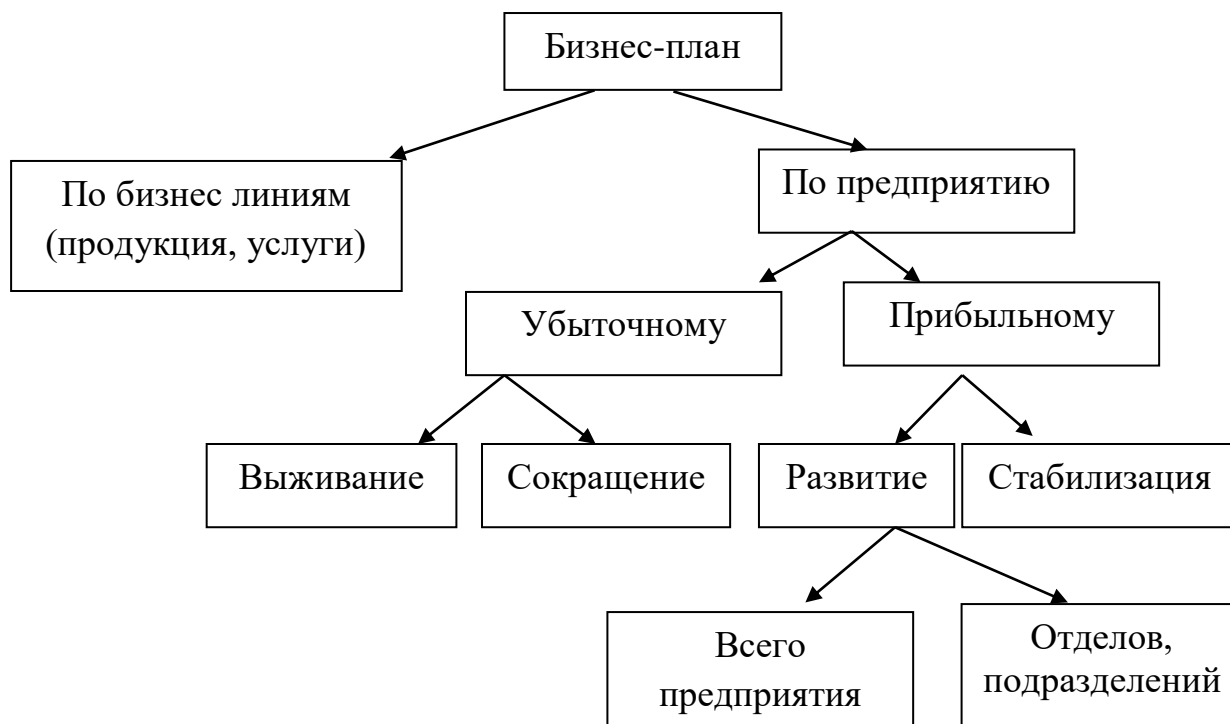 Бизнес-план
По бизнес линиям
(продукция, услуги)
По предприятию
Убыточному
Прибыльному
Выживание
Сокращение
Развитие
Стабилизация
Всего
предприятия
Отделов,
подразделений